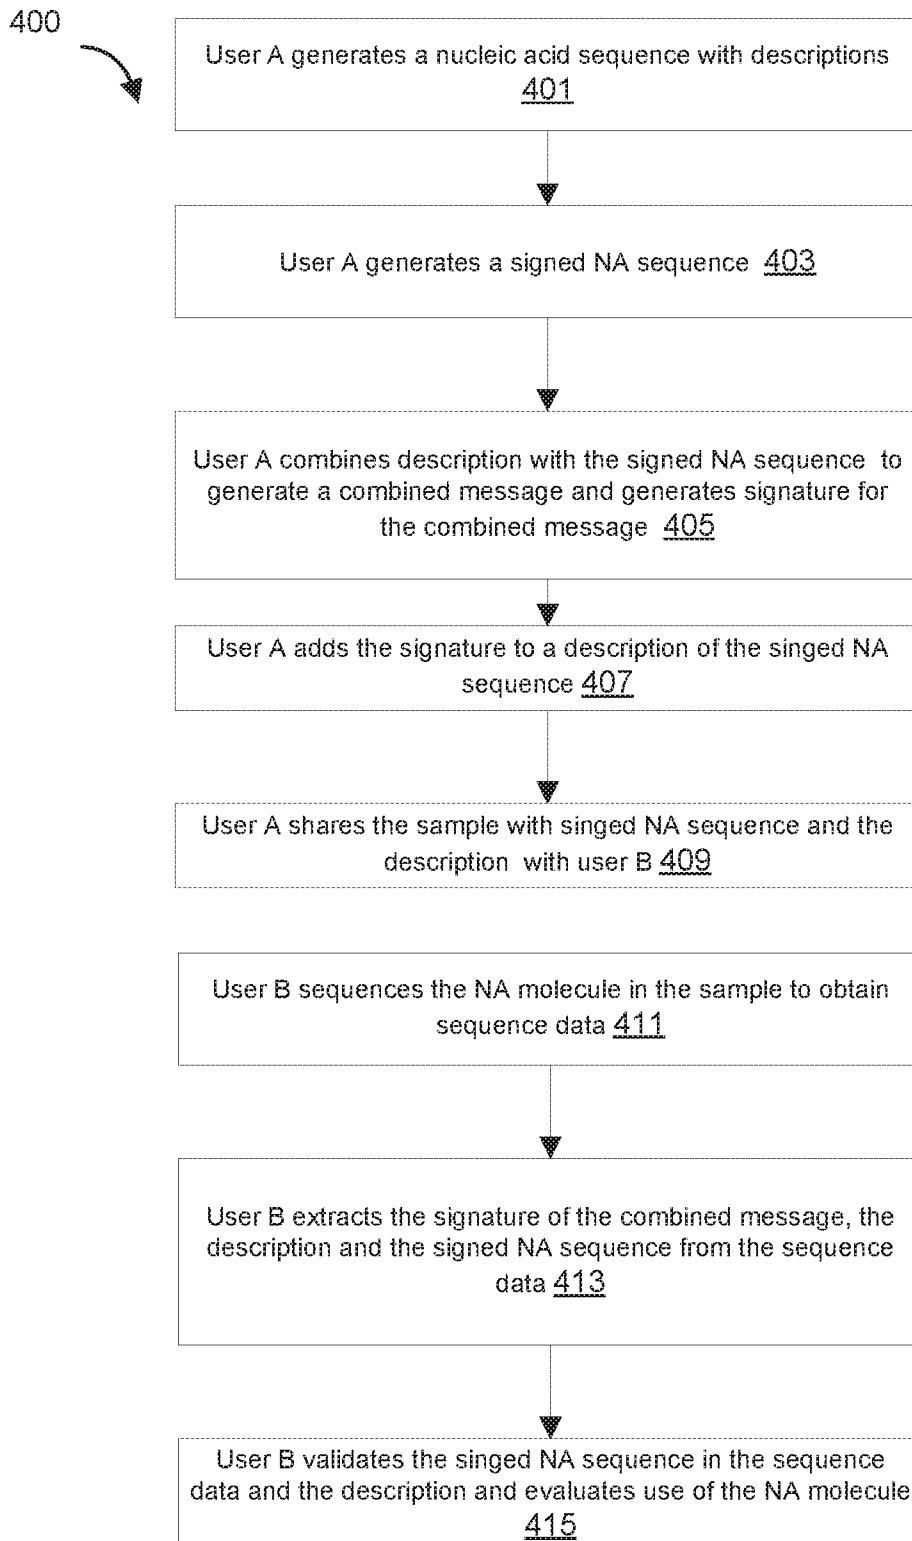 400
User A generates a nucleic acid sequence with descriptions
401
User A generates a signed NA sequence 403
User A combines description with the signed NA sequence to
generate a combined message and generates signature for
the combined message 405
User A adds the signature to a description of the singed NA
sequence 407
User A shares the sample with singed NA sequence and the
description with user B 409
User B sequences the NA molecule in the sample to obtain
sequence data 411
User B extracts the signature of the combined message, the
description and the signed NA sequence from the sequence
data 413
User B validates the singed NA sequence in the sequence
data and the description and evaluates use of the NA molecule
415